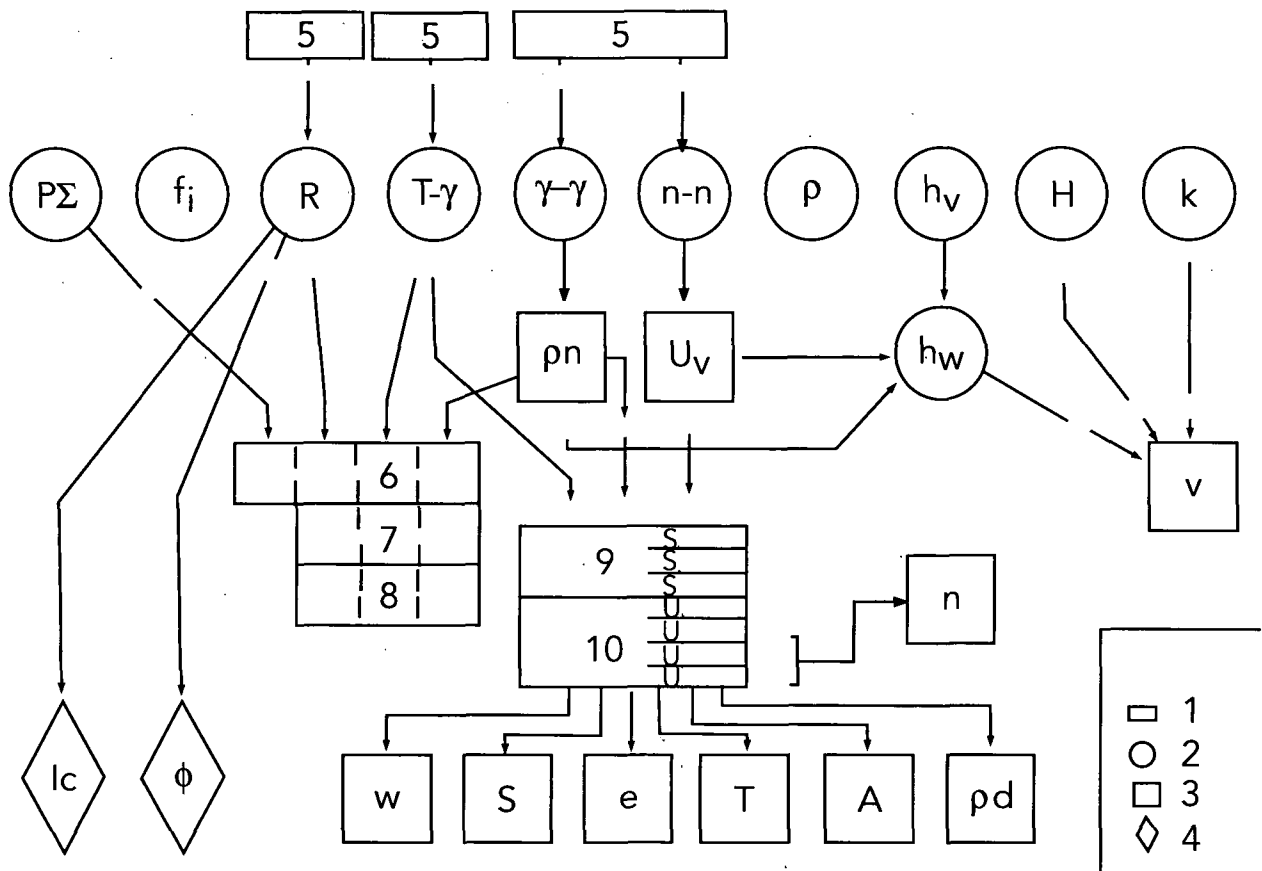 5 5 5
PΣ fi R T-γ γ–γ n-n ρ hv H k
ρn Uv hw
6 v
7
8
9 S
S
S
10 U
U
U
U
n
Ic ϕ w S e T A ρd
1
2
3
4